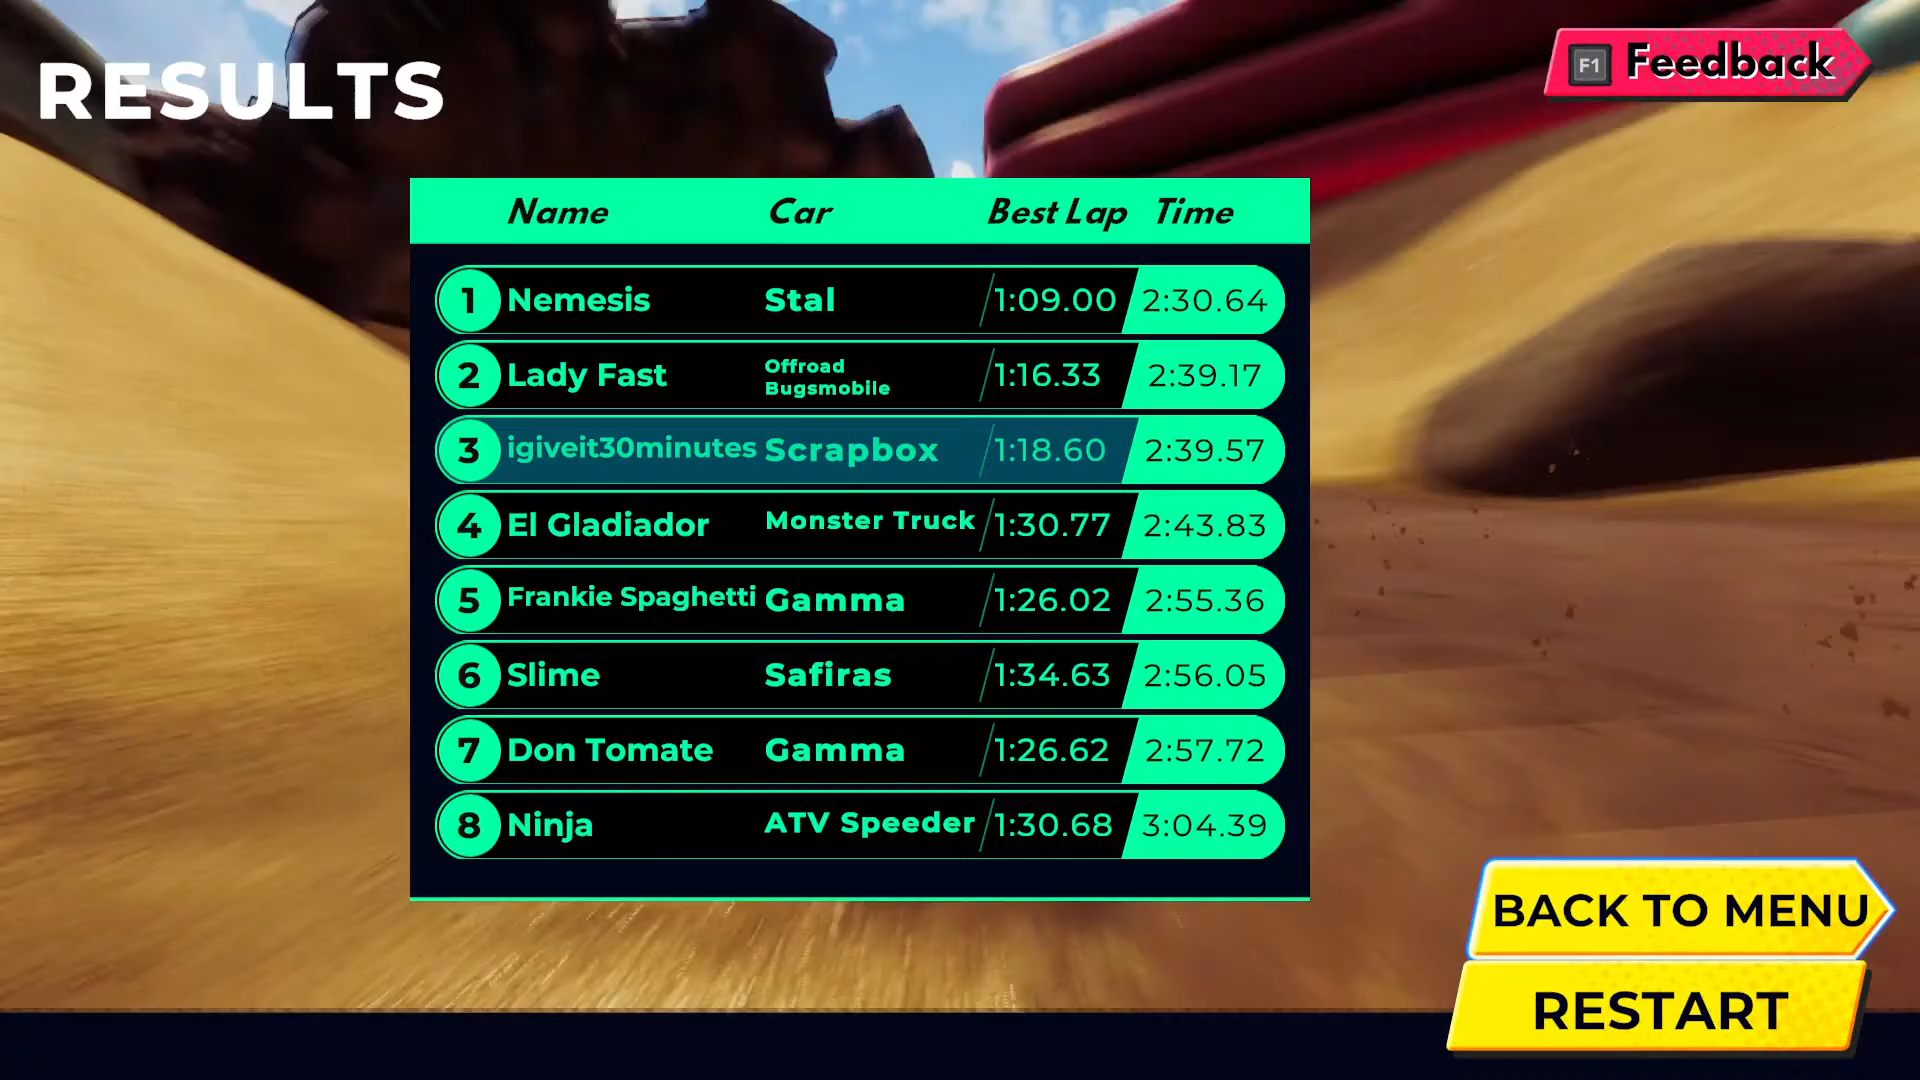 RESULTS
F1 Feedback
Name Car Best Lap Time
1 Nemesis Stal 1:09.00 2:30.64
2 Lady Fast Offroad Bugsmobile 1:16.33 2:39.17
3 igiveit30minutes Scrapbox 1:18.60 2:39.57
4 El Gladiador Monster Truck 1:30.77 2:43.83
5 Frankie Spaghetti Gamma 1:26.02 2:55.36
6 Slime Safiras 1:34.63 2:56.05
7 Don Tomate Gamma 1:26.62 2:57.72
8 Ninja ATV Speeder 1:30.68 3:04.39
BACK TO MENU
RESTART